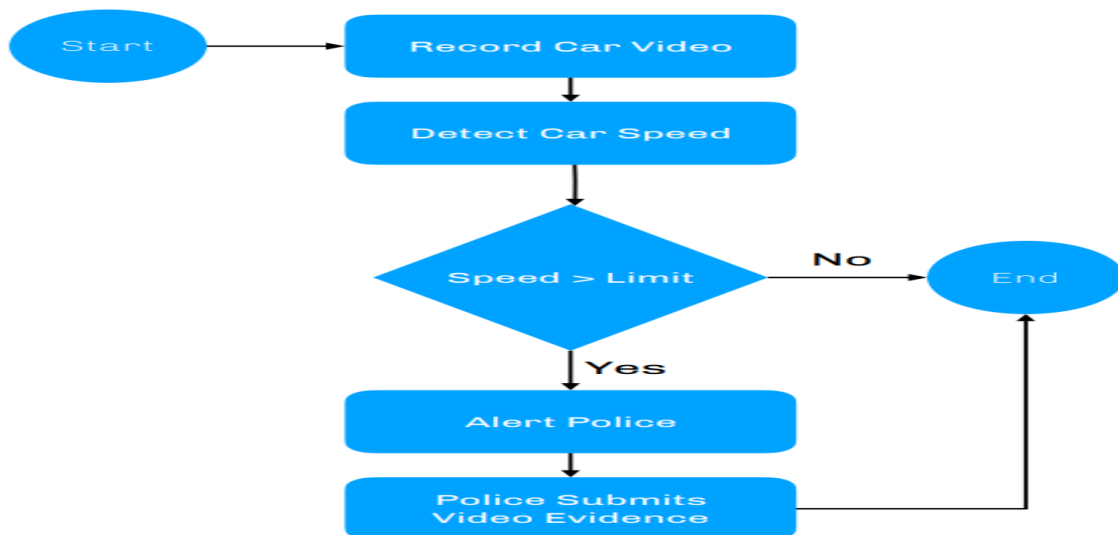 Start
Record Car Video
Detect Car Speed
Speed > Limit
No
End
Yes
Alert Police
Police Submits
Video Evidence